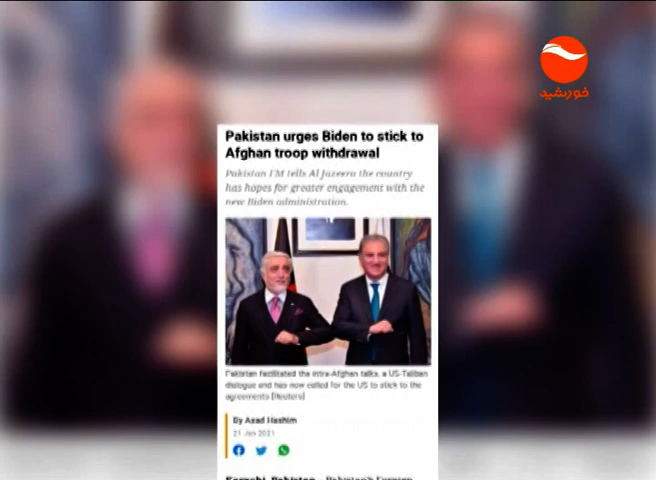 خورشید
Pakistan urges Biden to stick to
Afghan troop withdrawal
Pakistan FM tells Al Jazeera the country
has hopes for greater engagement with the
new Biden administration.
Pakistan facilitated the intra-Afghan talks, a US-Taliban
dialogue and has now called for the US to stick to the
agreements [Reuters]
By Asad Hashim
21 Jan 2021
Pakistan's Foreign